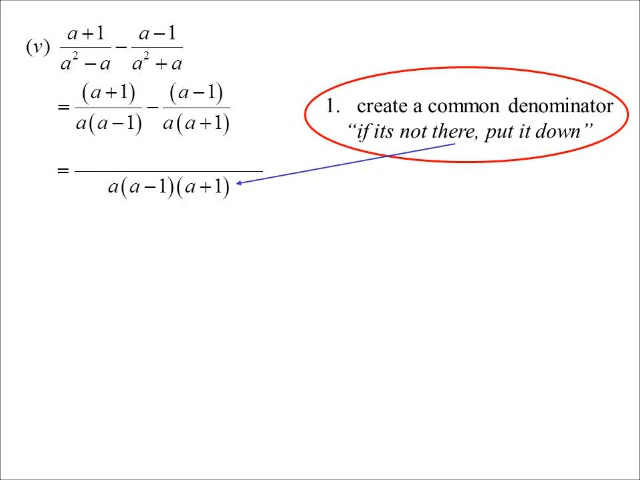 (v) (a+1)/(a²−a) − (a−1)/(a²+a)
= (a+1)/(a(a−1)) − (a−1)/(a(a+1))
1. create a common denominator
“if its not there, put it down”
= /(a(a−1)(a+1))